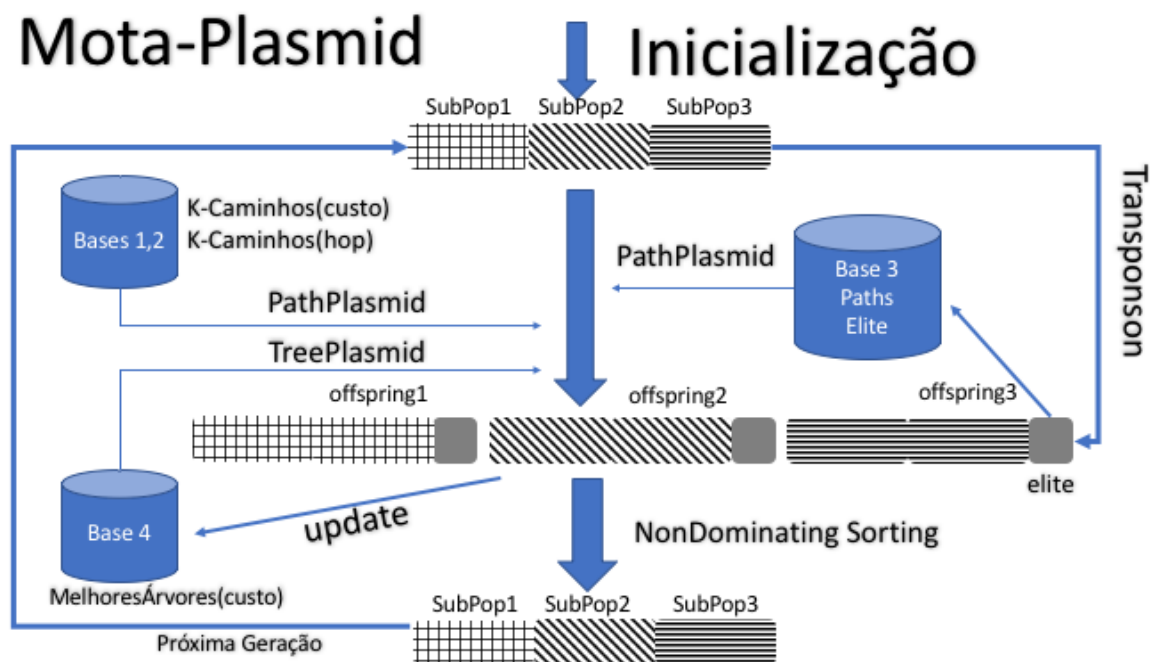 Mota-Plasmid
Inicialização
SubPop1
SubPop2
SubPop3
K-Caminhos(custo)
K-Caminhos(hop)
Bases 1,2
PathPlasmid
Base 3
Paths
Elite
Transponson
PathPlasmid
TreePlasmid
offspring1
offspring2
offspring3
elite
Base 4
update
NonDominating Sorting
MelhoresÁrvores(custo)
SubPop1
SubPop2
SubPop3
Próxima Geração